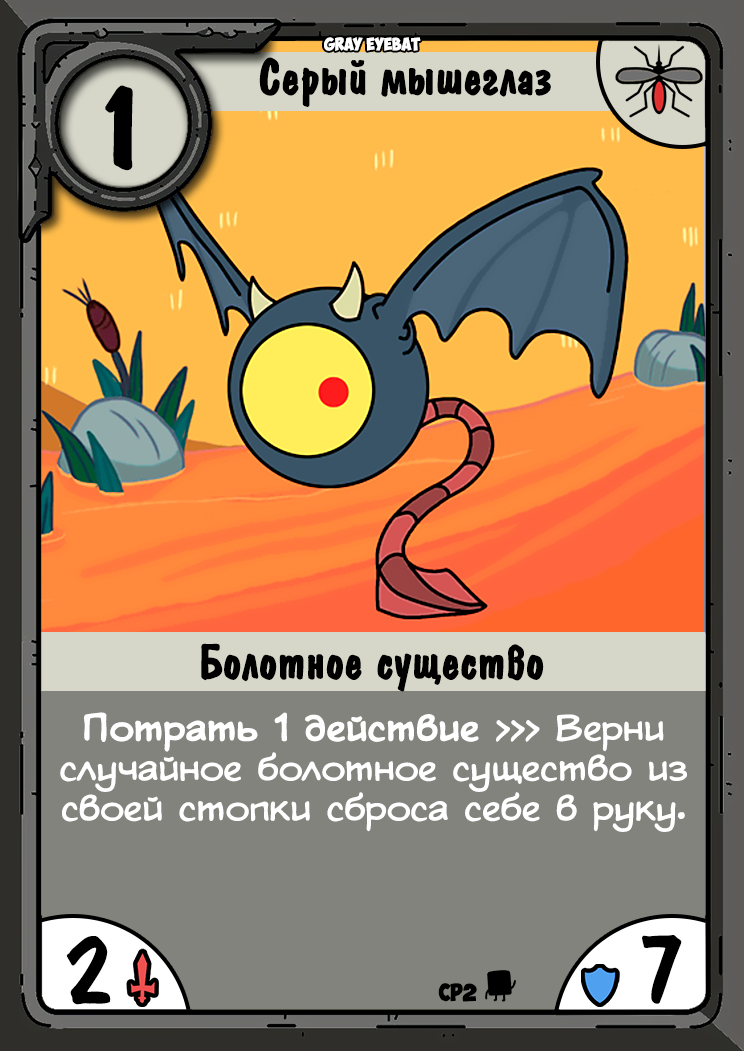 GRAY EYEBAT
Серый мышеглаз
1
Болотное существо
Потрать 1 действие >>> Верни
случайное болотное существо из
своей стопки сброса себе в руку.
2
CP2
7